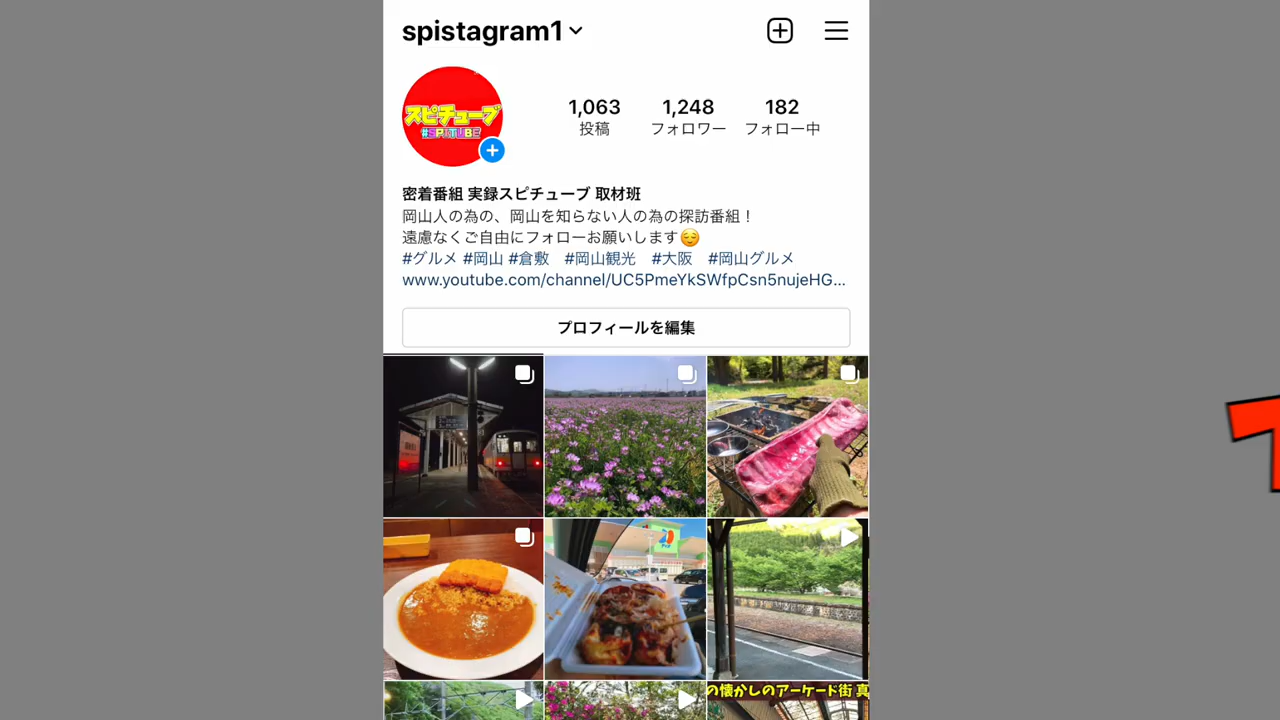 spistagram1
スピチューブ
#SPITUBE
1,063
投稿
1,248
フォロワー
182
フォロー中
密着番組 実録スピチューブ 取材班
岡山人の為の、岡山を知らない人の為の探訪番組！
遠慮なくご自由にフォローお願いします😌
#グルメ #岡山 #倉敷　#岡山観光　#大阪　#岡山グルメ
www.youtube.com/channel/UC5PmeYkSWfpCsn5nujeHG...
プロフィールを編集
の懐かしのアーケード街 真